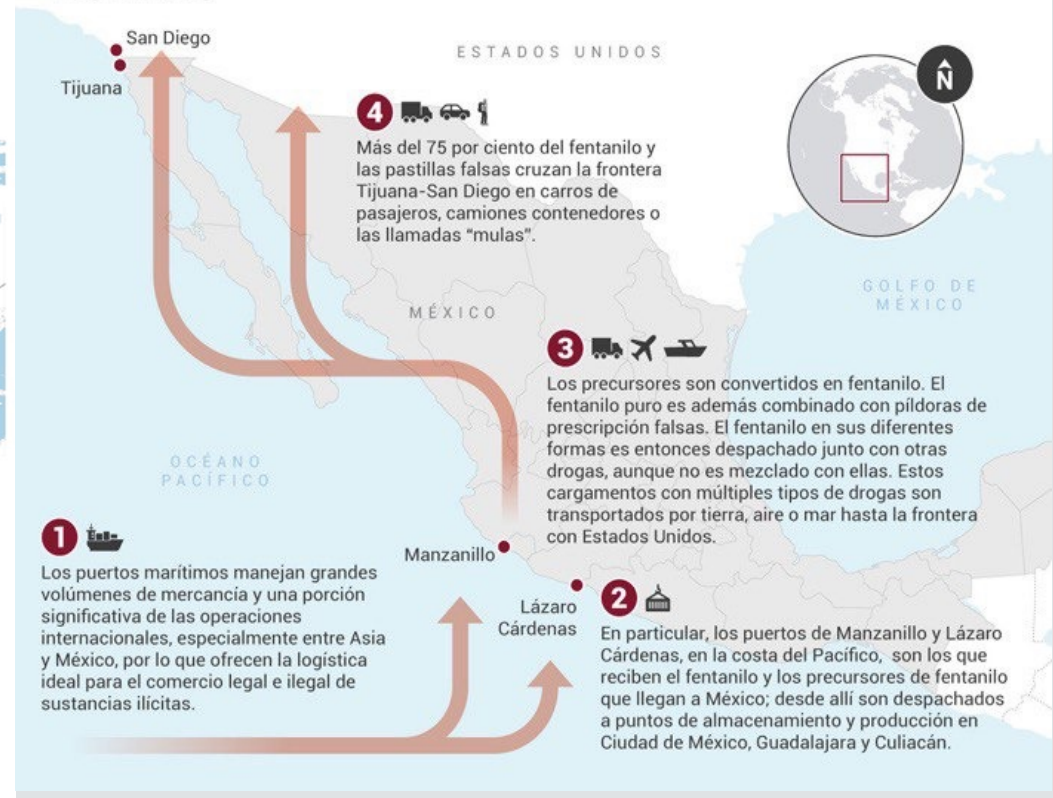 San Diego
Tijuana
ESTADOS UNIDOS
N
4
Más del 75 por ciento del fentanilo y
las pastillas falsas cruzan la frontera
Tijuana-San Diego en carros de
pasajeros, camiones contenedores o
las llamadas “mulas”.
GOLFO DE
MÉXICO
MÉXICO
3
Los precursores son convertidos en fentanilo. El
fentanilo puro es además combinado con píldoras de
prescripción falsas. El fentanilo en sus diferentes
formas es entonces despachado junto con otras
drogas, aunque no es mezclado con ellas. Estos
cargamentos con múltiples tipos de drogas son
transportados por tierra, aire o mar hasta la frontera
con Estados Unidos.
OCÉANO
PACÍFICO
1
Los puertos marítimos manejan grandes
volúmenes de mercancía y una porción
significativa de las operaciones
internacionales, especialmente entre Asia
y México, por lo que ofrecen la logística
ideal para el comercio legal e ilegal de
sustancias ilícitas.
Manzanillo
Lázaro
Cárdenas
2
En particular, los puertos de Manzanillo y Lázaro
Cárdenas, en la costa del Pacífico, son los que
reciben el fentanilo y los precursores de fentanilo
que llegan a México; desde allí son despachados
a puntos de almacenamiento y producción en
Ciudad de México, Guadalajara y Culiacán.